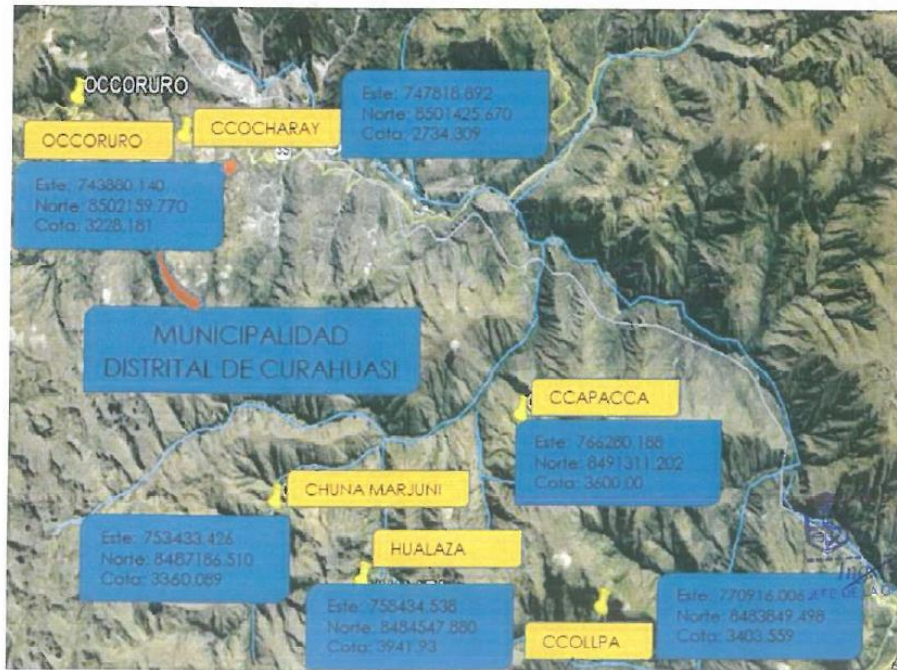 OCCORURO
OCCORURO
CCOCHARAY
Este: 747818.892
Norte: 8501425.670
Cota: 2734.309
Este: 743880.140
Norte: 8502159.770
Cota: 3228.181
MUNICIPALIDAD
DISTRITAL DE CURAHUASI
CCAPACCA
Este: 766280.188
Norte: 8491311.202
Cota: 3600.00
CHUNA MARJUNI
Este: 753433.426
Norte: 8487186.510
Cota: 3360.089
HUALAZA
Este: 758434.538
Norte: 8484547.880
Cota: 3941.93
CCOLLPA
Este: 770916.006
Norte: 8483849.498
Cota: 3403.559